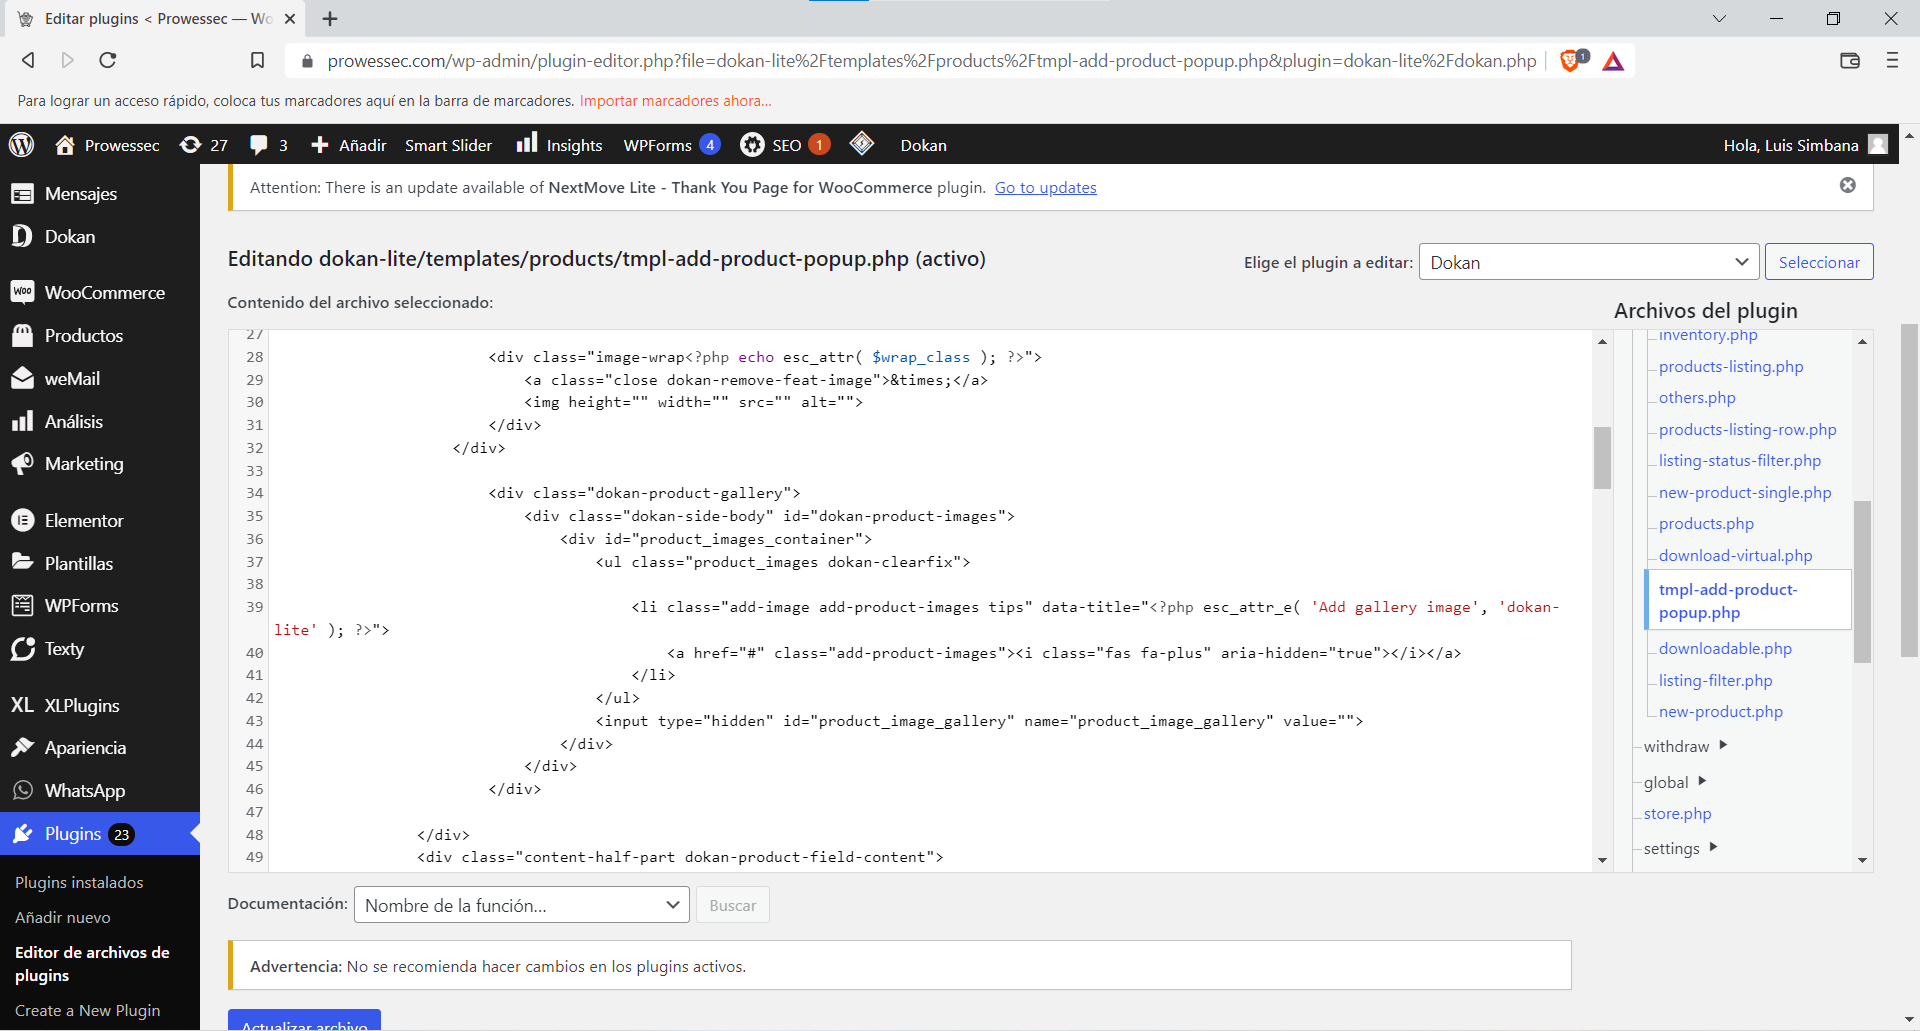 Editar plugins < Prowessec — Wo
prowessec.com/wp-admin/plugin-editor.php?file=dokan-lite%2Ftemplates%2Fproducts%2Ftmpl-add-product-popup.php&plugin=dokan-lite%2Fdokan.php
1
Para lograr un acceso rápido, coloca tus marcadores aquí en la barra de marcadores. Importar marcadores ahora...
Prowessec 27 3 Añadir Smart Slider Insights WPForms 4 SEO 1 Dokan Hola, Luis Simbana
Mensajes
Dokan
WooCommerce
Productos
weMail
Análisis
Marketing
Elementor
Plantillas
WPForms
Texty
XL XLPlugins
Apariencia
WhatsApp
Plugins 23
Plugins instalados
Añadir nuevo
Editor de archivos de
plugins
Create a New Plugin
Attention: There is an update available of NextMove Lite - Thank You Page for WooCommerce plugin. Go to updates
Editando dokan-lite/templates/products/tmpl-add-product-popup.php (activo)
Elige el plugin a editar: Dokan Seleccionar
Contenido del archivo seleccionado:
27
28 <div class="image-wrap<?php echo esc_attr( $wrap_class ); ?>">
29 <a class="close dokan-remove-feat-image">&times;</a>
30 <img height="" width="" src="" alt="">
31 </div>
32 </div>
33
34 <div class="dokan-product-gallery">
35 <div class="dokan-side-body" id="dokan-product-images">
36 <div id="product_images_container">
37 <ul class="product_images dokan-clearfix">
38
39 <li class="add-image add-product-images tips" data-title="<?php esc_attr_e( 'Add gallery image', 'dokan-
lite' ); ?>">
40 <a href="#" class="add-product-images"><i class="fas fa-plus" aria-hidden="true"></i></a>
41 </li>
42 </ul>
43 <input type="hidden" id="product_image_gallery" name="product_image_gallery" value="">
44 </div>
45 </div>
46 </div>
47
48 </div>
49 <div class="content-half-part dokan-product-field-content">
Archivos del plugin
inventory.php
products-listing.php
others.php
products-listing-row.php
listing-status-filter.php
new-product-single.php
products.php
download-virtual.php
tmpl-add-product-
popup.php
downloadable.php
listing-filter.php
new-product.php
withdraw
global
store.php
settings
Documentación: Nombre de la función... Buscar
Advertencia: No se recomienda hacer cambios en los plugins activos.
Actualizar archivo